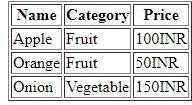 Name Category Price
Apple Fruit 100INR
Orange Fruit 50INR
Onion Vegetable 150INR